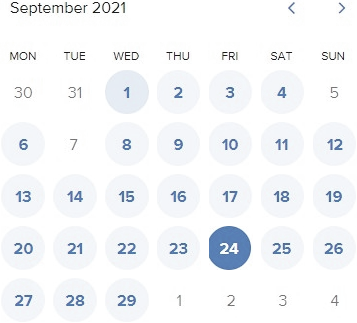 September 2021
MON TUE WED THU FRI SAT SUN
30 31 1 2 3 4 5
6 7 8 9 10 11 12
13 14 15 16 17 18 19
20 21 22 23 24 25 26
27 28 29 1 2 3 4